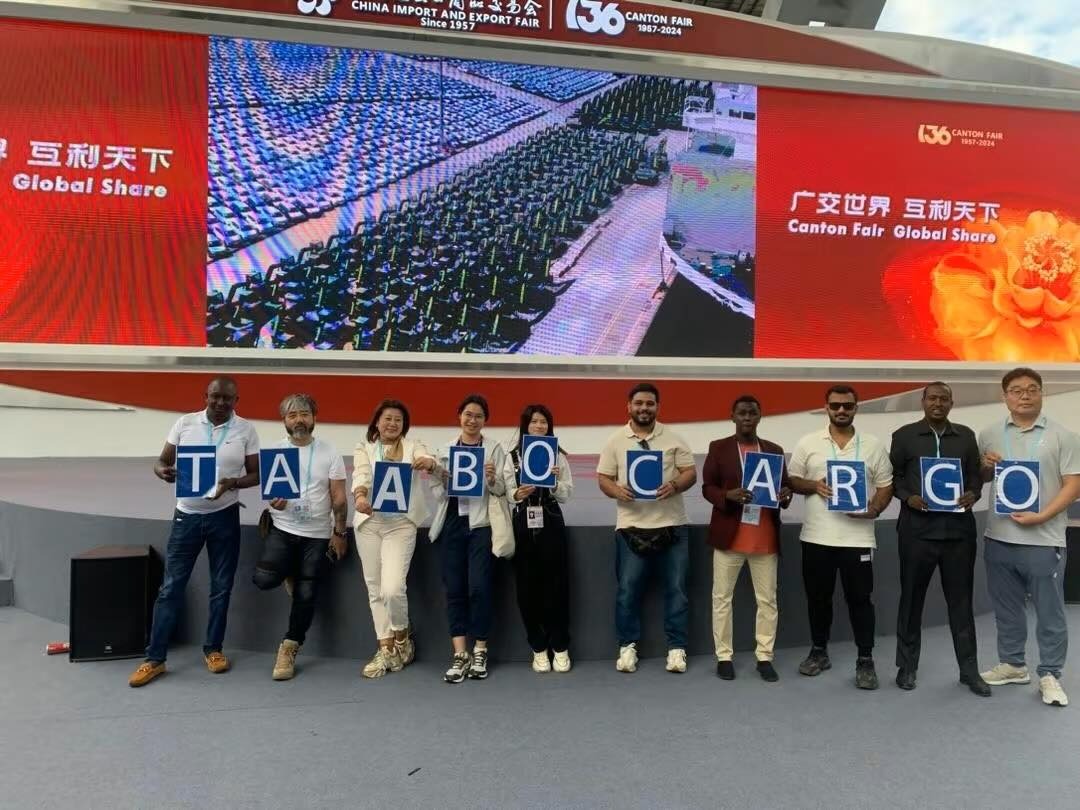 CHINA IMPORT AND EXPORT FAIR
Since 1957
136 CANTON FAIR
1957-2024
互利天下
Global Share
136 CANTON FAIR
1957-2024
广交世界 互利天下
Canton Fair Global Share
T A A B O C A R G O